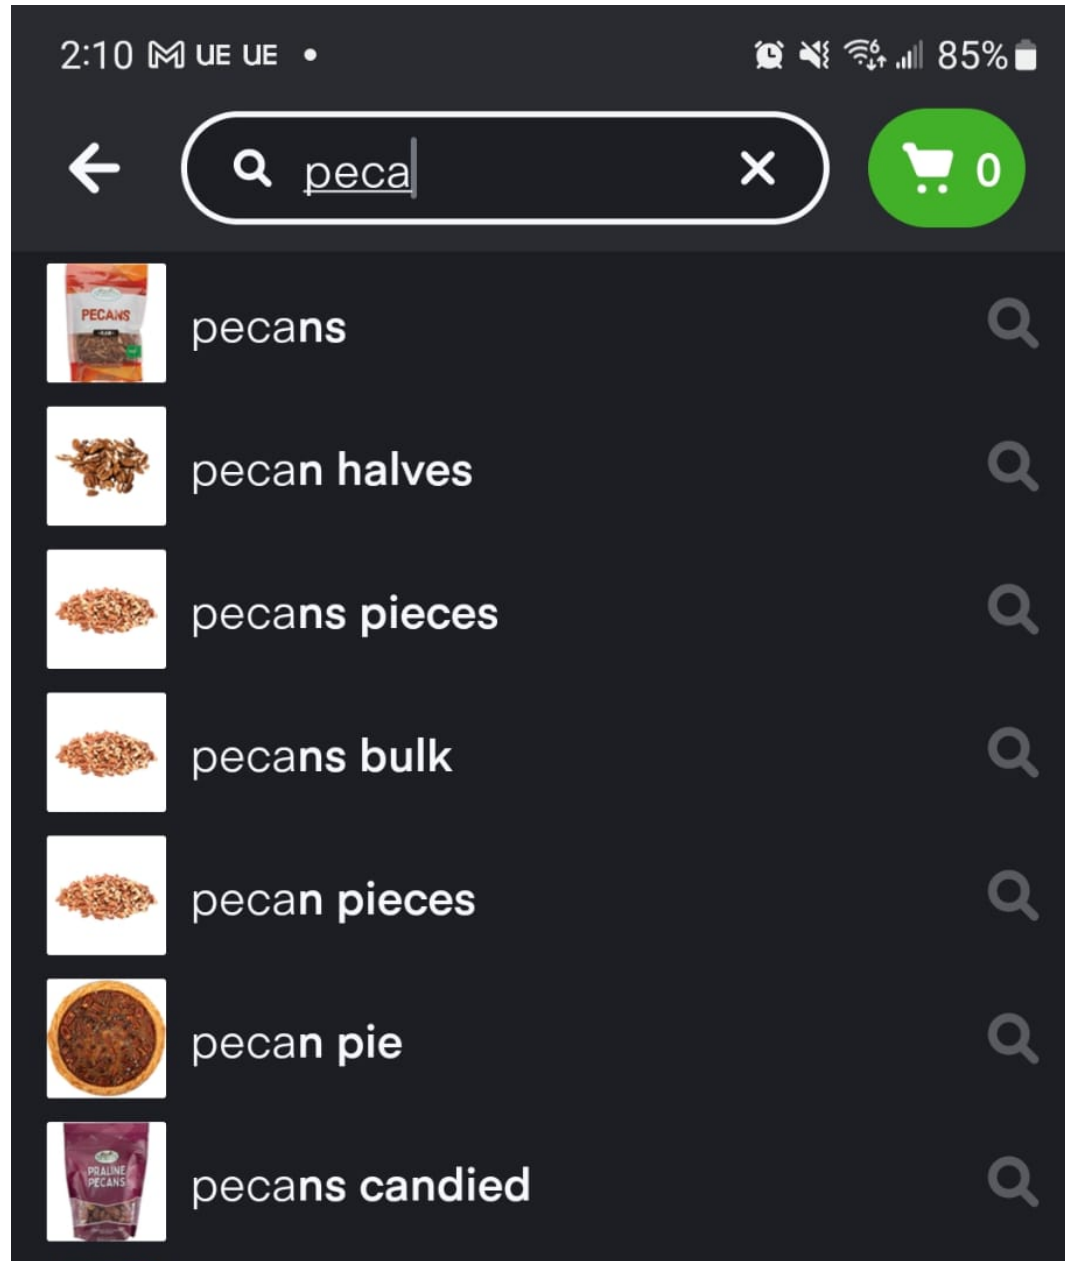 2:10 UE UE
85%
peca
0
PECANS
pecans
pecan halves
pecans pieces
pecans bulk
pecan pieces
pecan pie
PRALINE
PECANS
pecans candied